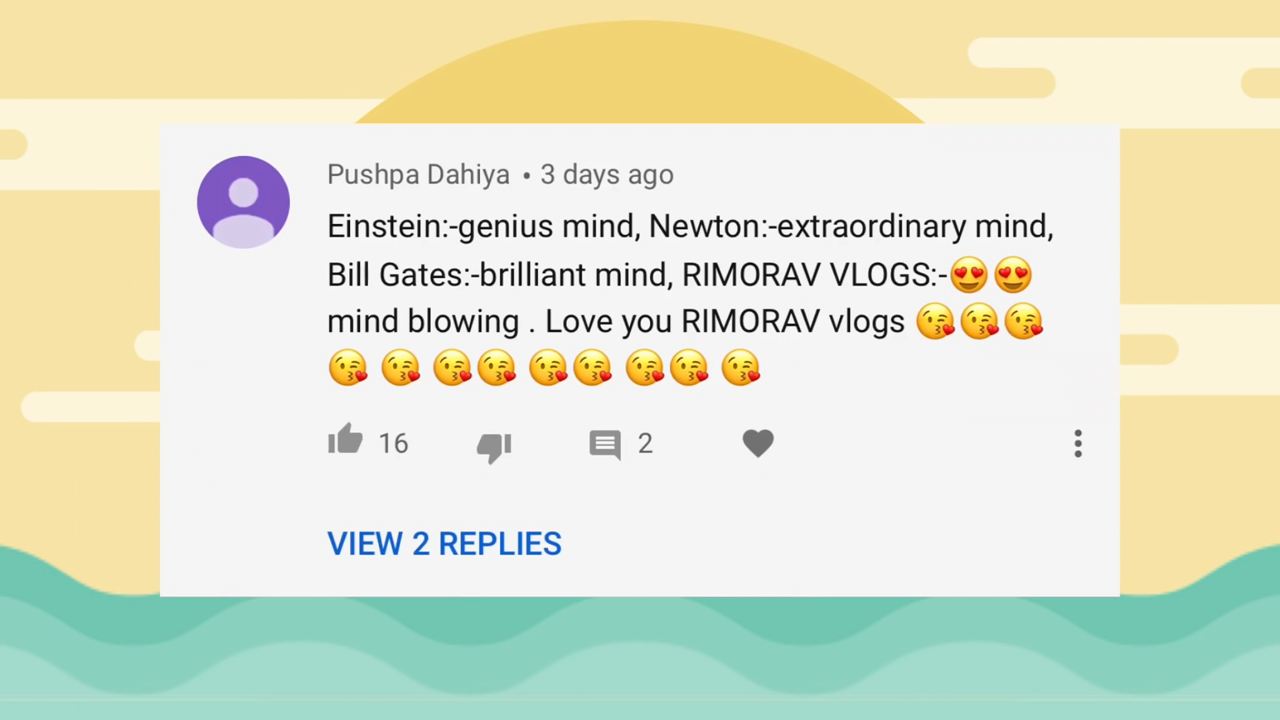 Pushpa Dahiya • 3 days ago
Einstein:-genius mind, Newton:-extraordinary mind,
Bill Gates:-brilliant mind, RIMORAV VLOGS:-😍😍
mind blowing . Love you RIMORAV vlogs 😘😘😘
😘 😘 😘😘 😘😘 😘😘 😘
16
2
VIEW 2 REPLIES